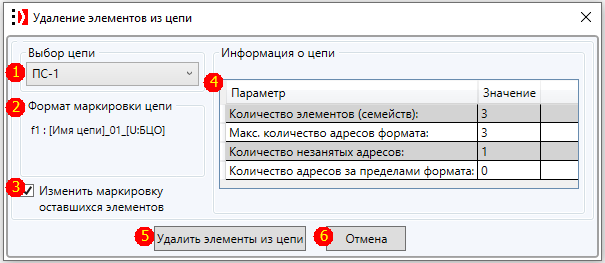 Удаление элементов из цепи
Выбор цепи
1
ПС-1
2
Формат маркировки цепи
f1 : [Имя цепи]_01_[U:БЦО]
3
Изменить маркировку
оставшихся элементов
Информация о цепи
4
Параметр Значение
Количество элементов (семейств): 3
Макс. количество адресов формата: 3
Количество незанятых адресов: 1
Количество адресов за пределами формата: 0
5 Удалить элементы из цепи
6 Отмена